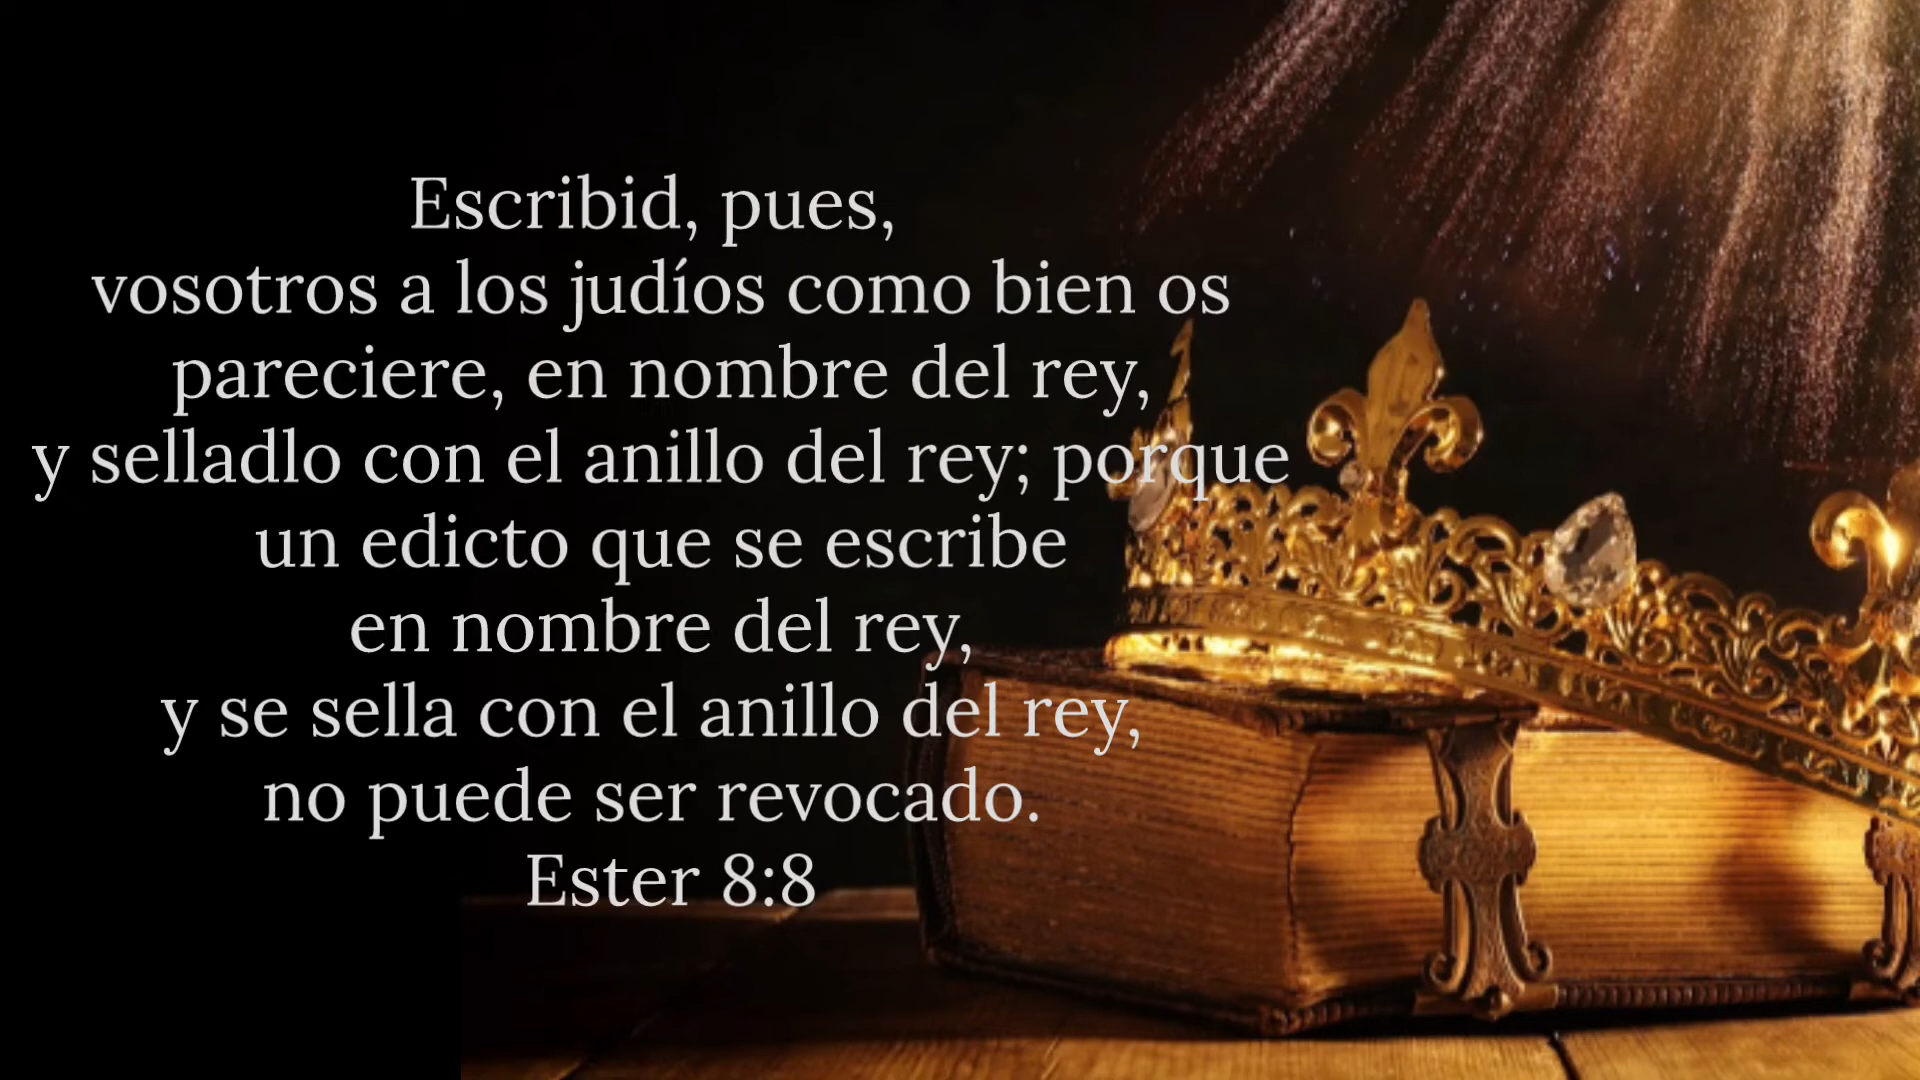 Escribid, pues,
vosotros a los judíos como bien os
pareciere, en nombre del rey,
y selladlo con el anillo del rey; porque
un edicto que se escribe
en nombre del rey,
y se sella con el anillo del rey,
no puede ser revocado.
Ester 8:8